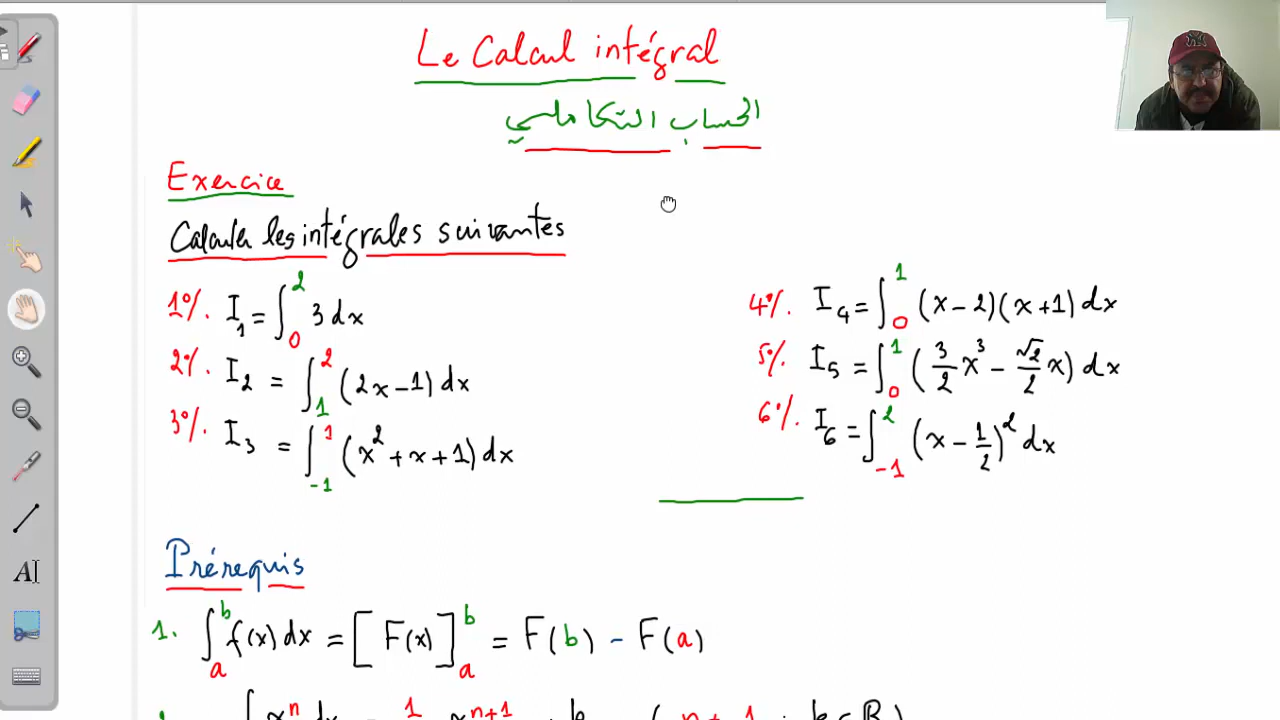 Le Calcul intégral
الحساب التكاملي
Exercice
Calculer les intégrales suivantes
1%. I₁ = ∫₀² 3 dx
2%. I₂ = ∫₁² (2x − 1) dx
3%. I₃ = ∫₋₁¹ (x² + x + 1) dx
4%. I₄ = ∫₀¹ (x − 2)(x + 1) dx
5%. I₅ = ∫₀¹ (3/2 x³ − √2/2 x) dx
6%. I₆ = ∫₋₁² (x − 1/2)² dx
Prérequis
1. ∫ₐᵇ f(x) dx = [F(x)]ₐᵇ = F(b) − F(a)
A